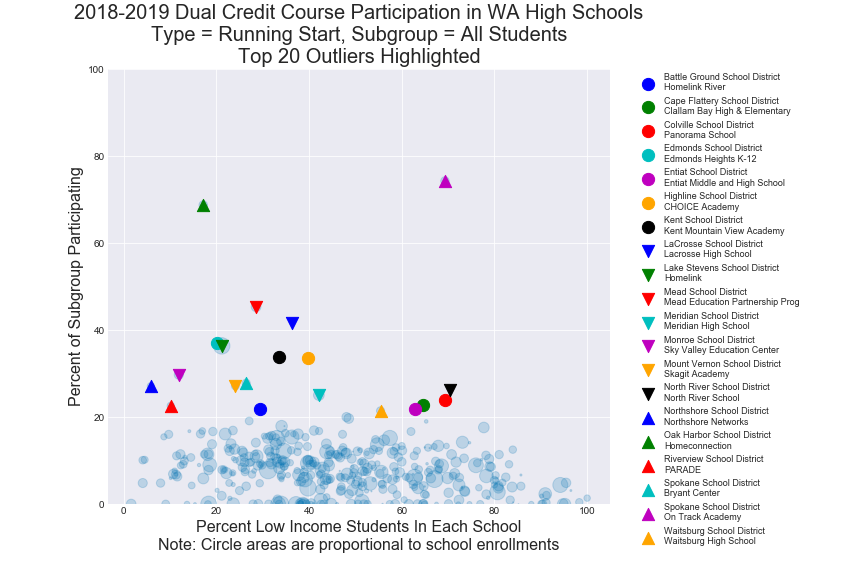 2018-2019 Dual Credit Course Participation in WA High Schools
Type = Running Start, Subgroup = All Students
Top 20 Outliers Highlighted
Percent of Subgroup Participating
100
80
60
40
20
0
0 20 40 60 80 100
Percent Low Income Students In Each School
Note: Circle areas are proportional to school enrollments
Battle Ground School District
Homelink River
Cape Flattery School District
Clallam Bay High & Elementary
Colville School District
Panorama School
Edmonds School District
Edmonds Heights K-12
Entiat School District
Entiat Middle and High School
Highline School District
CHOICE Academy
Kent School District
Kent Mountain View Academy
LaCrosse School District
Lacrosse High School
Lake Stevens School District
Homelink
Mead School District
Mead Education Partnership Prog
Meridian School District
Meridian High School
Monroe School District
Sky Valley Education Center
Mount Vernon School District
Skagit Academy
North River School District
North River School
Northshore School District
Northshore Networks
Oak Harbor School District
Homeconnection
Riverview School District
PARADE
Spokane School District
Bryant Center
Spokane School District
On Track Academy
Waitsburg School District
Waitsburg High School